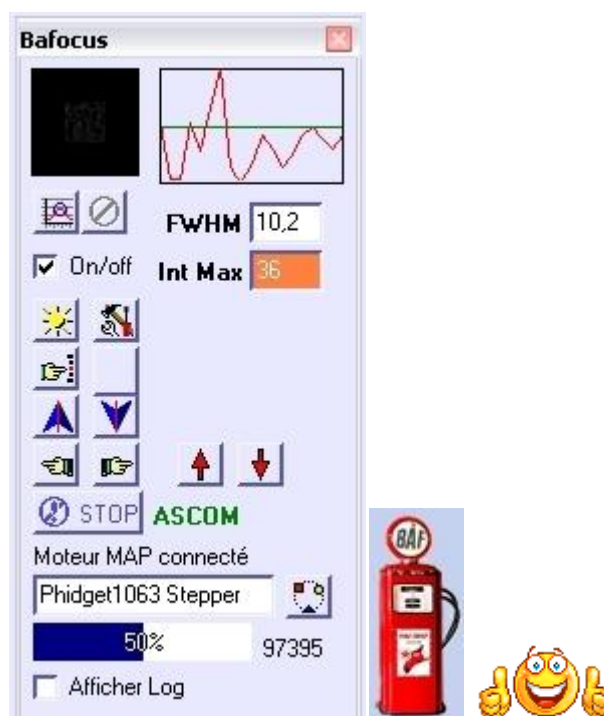 Bafocus
FWHM 10,2
On/off Int Max 36
STOP ASCOM
Moteur MAP connecté
Phidget1063 Stepper
50% 97395
Afficher Log
BAF